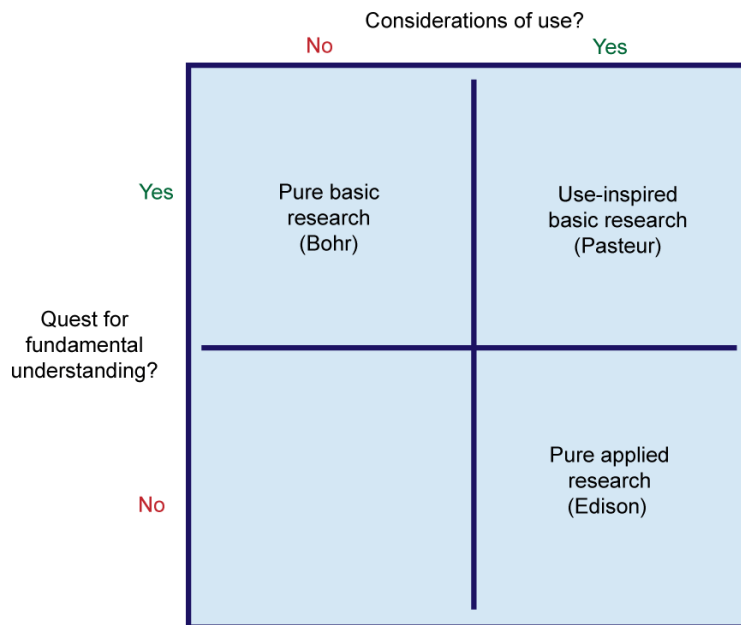 Considerations of use?
No
Yes
Yes
Pure basic
research
(Bohr)
Use-inspired
basic research
(Pasteur)
Quest for
fundamental
understanding?
No
Pure applied
research
(Edison)